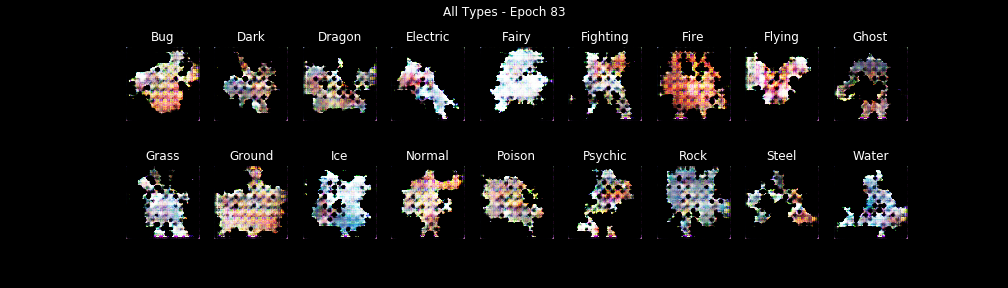 All Types - Epoch 83
Bug Dark Dragon Electric Fairy Fighting Fire Flying Ghost
Grass Ground Ice Normal Poison Psychic Rock Steel Water